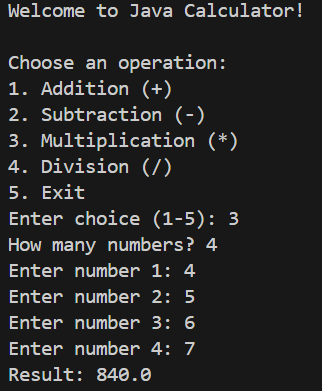 Welcome to Java Calculator!
Choose an operation:
1. Addition (+)
2. Subtraction (-)
3. Multiplication (*)
4. Division (/)
5. Exit
Enter choice (1-5): 3
How many numbers? 4
Enter number 1: 4
Enter number 2: 5
Enter number 3: 6
Enter number 4: 7
Result: 840.0